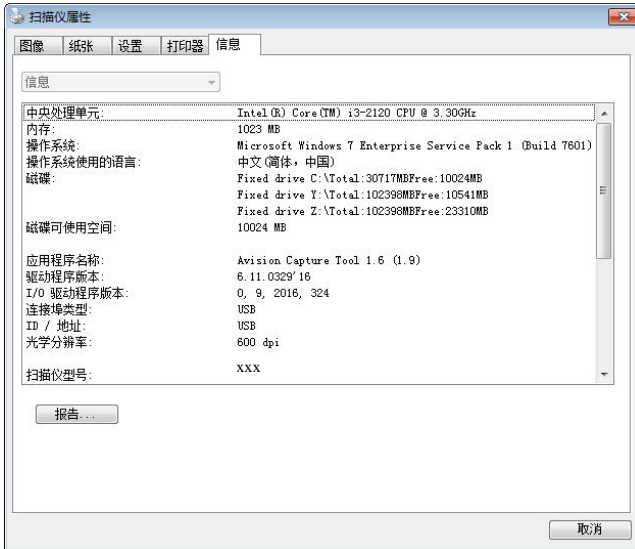 扫描仪属性
图像 纸张 设置 打印器 信息
信息
中央处理单元: Intel(R) Core(TM) i3-2120 CPU @ 3.30GHz
内存: 1023 MB
操作系统: Microsoft Windows 7 Enterprise Service Pack 1 (Build 7601)
操作系统使用的语言: 中文(简体，中国)
磁碟: Fixed drive C:\Total:30717MBFree:10024MB
Fixed drive Y:\Total:102398MBFree:10541MB
Fixed drive Z:\Total:102398MBFree:23310MB
磁碟可使用空间: 10024 MB
应用程序名称: Avision Capture Tool 1.6 (1.9)
驱动程序版本: 6.11.0329'16
I/O 驱动程序版本: 0, 9, 2016, 324
连接埠类型: USB
ID / 地址: USB
光学分辨率: 600 dpi
扫描仪型号: XXX
报告...
取消